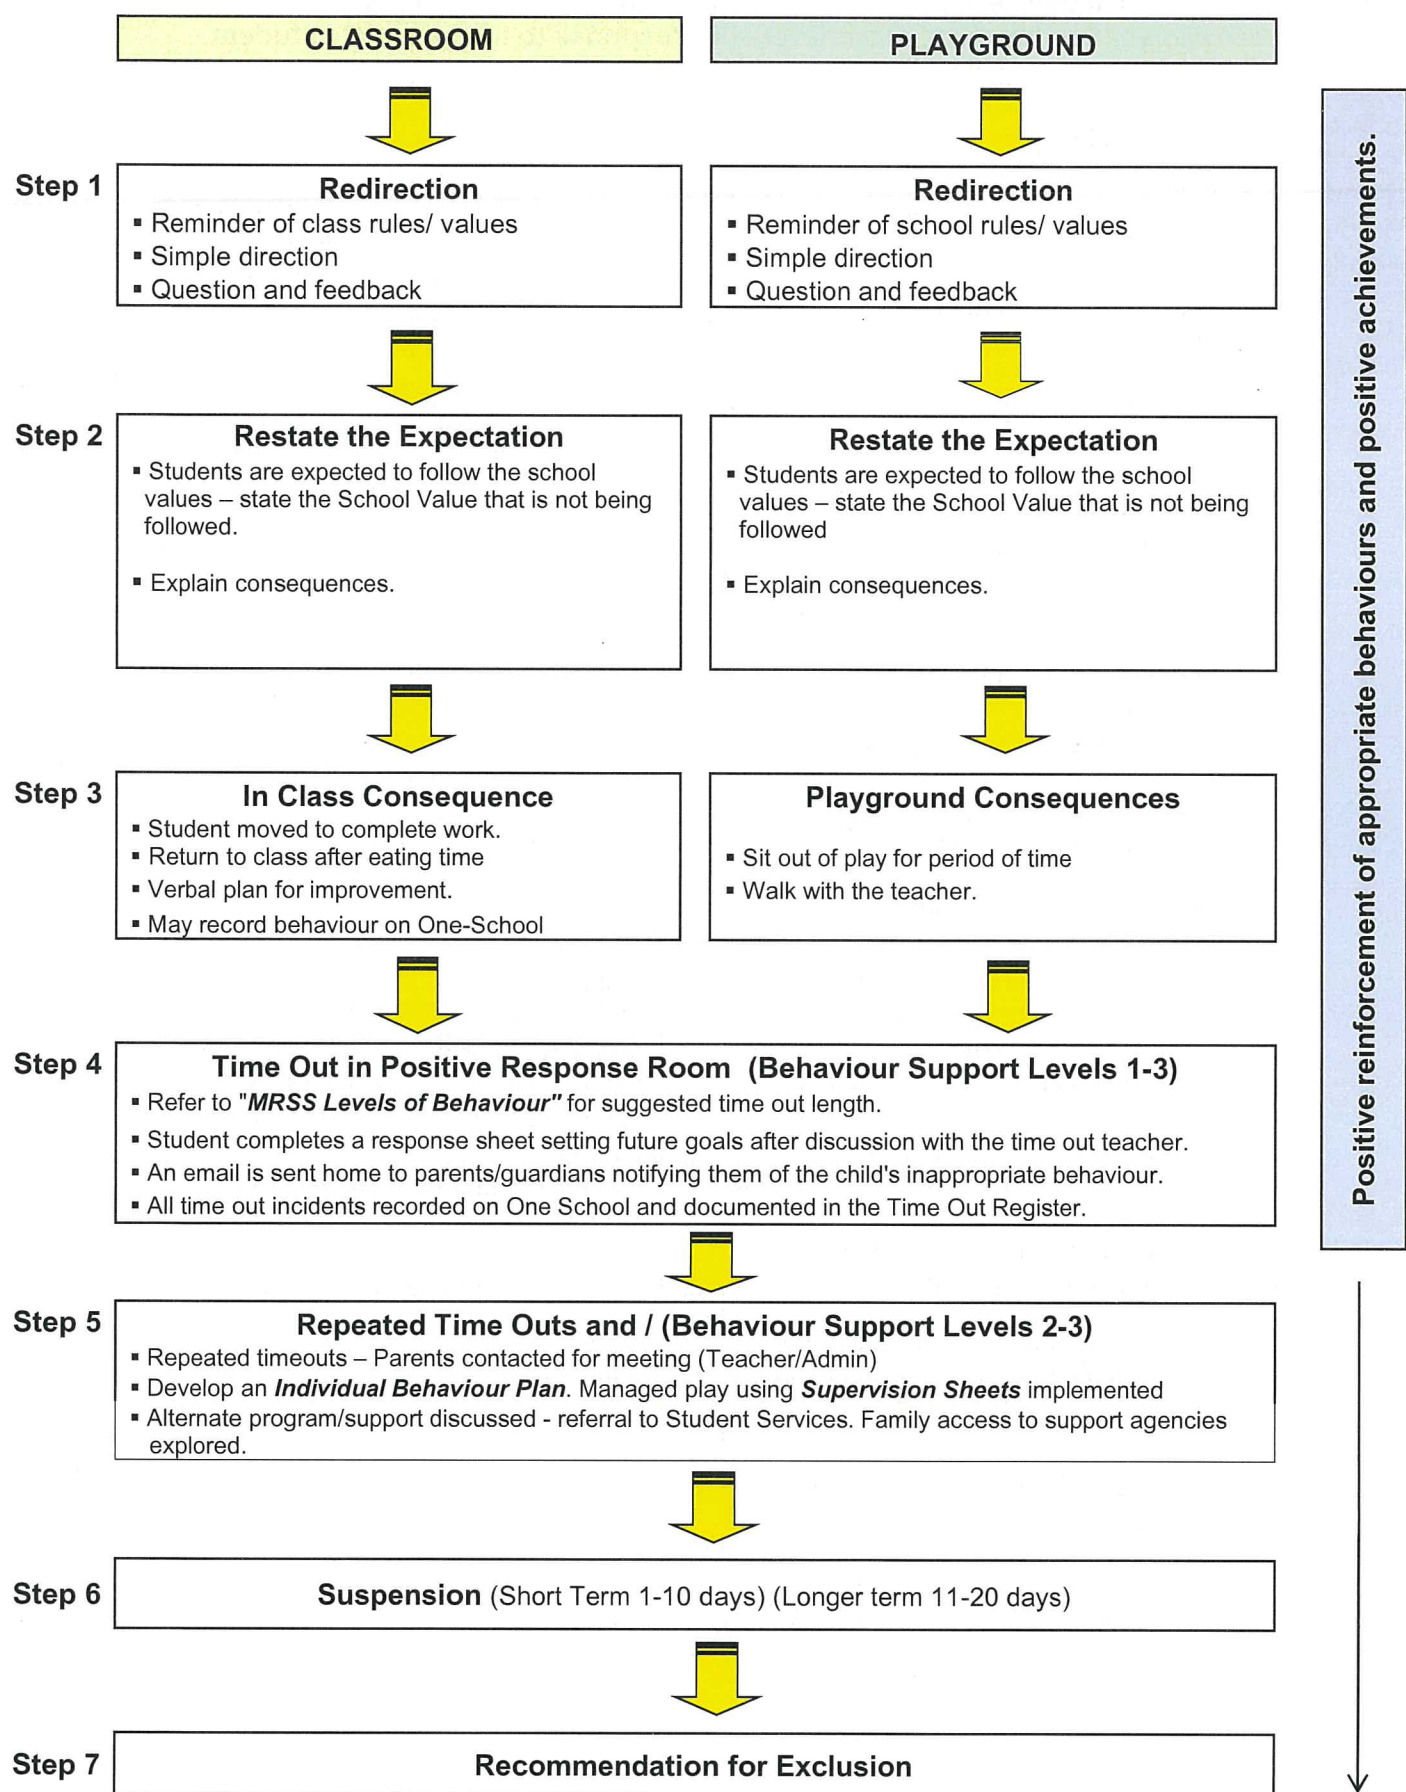 CLASSROOM
PLAYGROUND
Step 1
Redirection
▪ Reminder of class rules/ values
▪ Simple direction
▪ Question and feedback
Redirection
▪ Reminder of school rules/ values
▪ Simple direction
▪ Question and feedback
Step 2
Restate the Expectation
▪ Students are expected to follow the school
values – state the School Value that is not being
followed.
▪ Explain consequences.
Restate the Expectation
▪ Students are expected to follow the school
values – state the School Value that is not being
followed
▪ Explain consequences.
Step 3
In Class Consequence
▪ Student moved to complete work.
▪ Return to class after eating time
▪ Verbal plan for improvement.
▪ May record behaviour on One-School
Playground Consequences
▪ Sit out of play for period of time
▪ Walk with the teacher.
Step 4
Time Out in Positive Response Room (Behaviour Support Levels 1-3)
▪ Refer to "MRSS Levels of Behaviour" for suggested time out length.
▪ Student completes a response sheet setting future goals after discussion with the time out teacher.
▪ An email is sent home to parents/guardians notifying them of the child's inappropriate behaviour.
▪ All time out incidents recorded on One School and documented in the Time Out Register.
Step 5
Repeated Time Outs and / (Behaviour Support Levels 2-3)
▪ Repeated timeouts – Parents contacted for meeting (Teacher/Admin)
▪ Develop an Individual Behaviour Plan. Managed play using Supervision Sheets implemented
▪ Alternate program/support discussed - referral to Student Services. Family access to support agencies
explored.
Step 6
Suspension (Short Term 1-10 days) (Longer term 11-20 days)
Step 7
Recommendation for Exclusion
Positive reinforcement of appropriate behaviours and positive achievements.